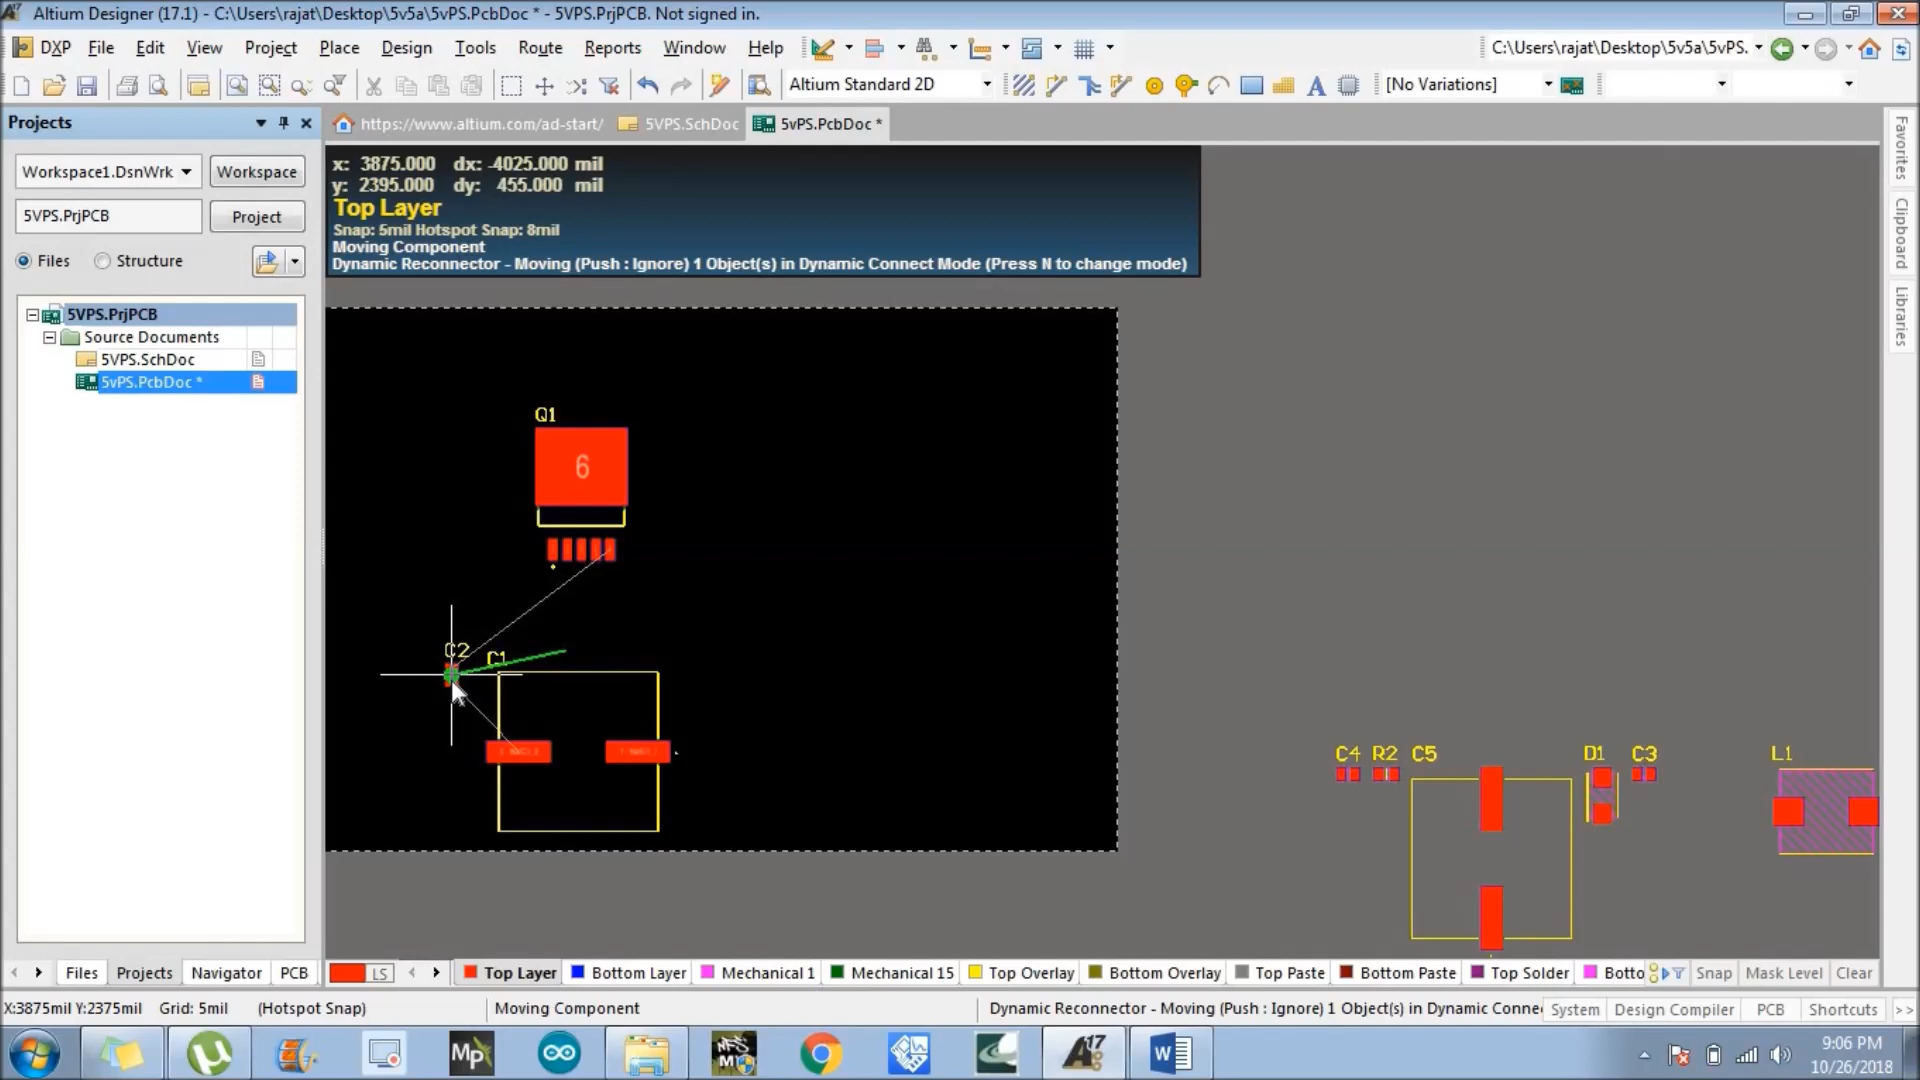 Altium Designer (17.1) - C:\Users\rajat\Desktop\5v5a\5vPS.PcbDoc * - 5VPS.PrjPCB. Not signed in.
DXP File Edit View Project Place Design Tools Route Reports Window Help
C:\Users\rajat\Desktop\5v5a\5vPS.
Altium Standard 2D
[No Variations]
Projects
https://www.altium.com/ad-start/ 5VPS.SchDoc 5vPS.PcbDoc *
Workspace1.DsnWrk Workspace
5VPS.PrjPCB Project
Files Structure
5VPS.PrjPCB
Source Documents
5VPS.SchDoc
5vPS.PcbDoc *
x: 3875.000 dx: -4025.000 mil
y: 2395.000 dy: 455.000 mil
Top Layer
Snap: 5mil Hotspot Snap: 8mil
Moving Component
Dynamic Reconnector - Moving (Push : Ignore) 1 Object(s) in Dynamic Connect Mode (Press N to change mode)
Favorites
Clipboard
Libraries
Q1
6
C2
C1
C4 R2 C5 D1 C3 L1
Files Projects Navigator PCB
LS Top Layer Bottom Layer Mechanical 1 Mechanical 15 Top Overlay Bottom Overlay Top Paste Bottom Paste Top Solder Botto Snap Mask Level Clear
X:3875mil Y:2375mil Grid: 5mil (Hotspot Snap) Moving Component Dynamic Reconnector - Moving (Push : Ignore) 1 Object(s) in Dynamic Conne System Design Compiler PCB Shortcuts >>
9:06 PM
10/26/2018